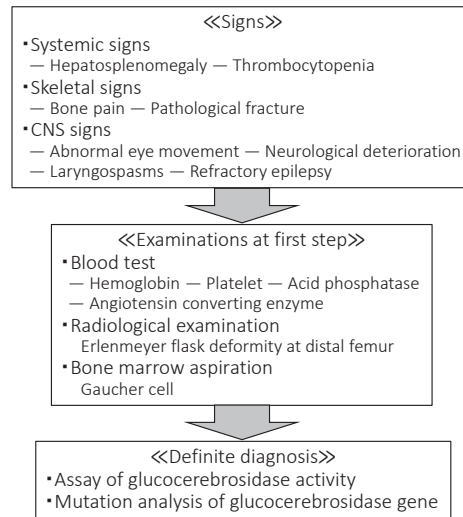 ≪Signs≫
・Systemic signs
— Hepatosplenomegaly — Thrombocytopenia
・Skeletal signs
— Bone pain — Pathological fracture
・CNS signs
— Abnormal eye movement — Neurological deterioration
— Laryngospasms — Refractory epilepsy
≪Examinations at first step≫
・Blood test
— Hemoglobin — Platelet — Acid phosphatase
— Angiotensin converting enzyme
・Radiological examination
Erlenmeyer flask deformity at distal femur
・Bone marrow aspiration
Gaucher cell
≪Definite diagnosis≫
・Assay of glucocerebrosidase activity
・Mutation analysis of glucocerebrosidase gene